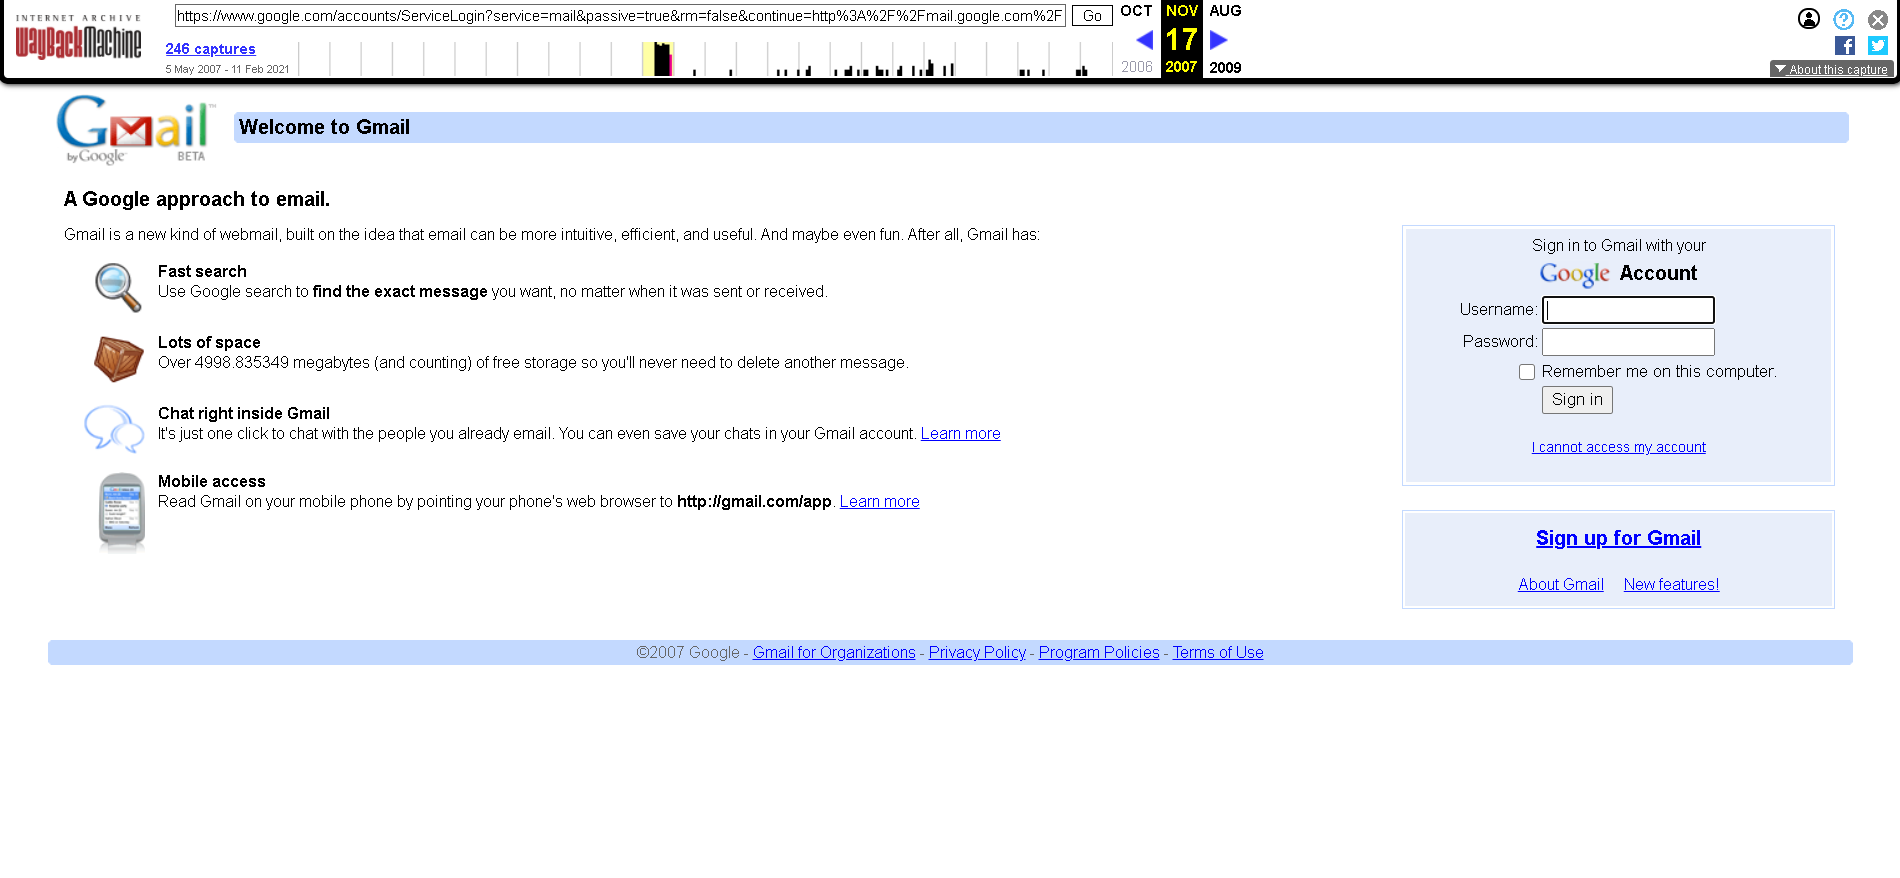 INTERNET ARCHIVE
WayBackMachine
https://www.google.com/accounts/ServiceLogin?service=mail&passive=true&rm=false&continue=http%3A%2F%2Fmail.google.com%2F
Go
OCT NOV AUG
246 captures
17
5 May 2007 - 11 Feb 2021
2006 2007 2009
About this capture
Gmail™
by Google BETA
Welcome to Gmail
A Google approach to email.
Gmail is a new kind of webmail, built on the idea that email can be more intuitive, efficient, and useful. And maybe even fun. After all, Gmail has:
Fast search
Use Google search to find the exact message you want, no matter when it was sent or received.
Lots of space
Over 4998.835349 megabytes (and counting) of free storage so you'll never need to delete another message.
Chat right inside Gmail
It's just one click to chat with the people you already email. You can even save your chats in your Gmail account. Learn more
Mobile access
Read Gmail on your mobile phone by pointing your phone's web browser to http://gmail.com/app. Learn more
Sign in to Gmail with your
Google Account
Username:
Password:
Remember me on this computer.
Sign in
I cannot access my account
Sign up for Gmail
About Gmail New features!
©2007 Google - Gmail for Organizations - Privacy Policy - Program Policies - Terms of Use